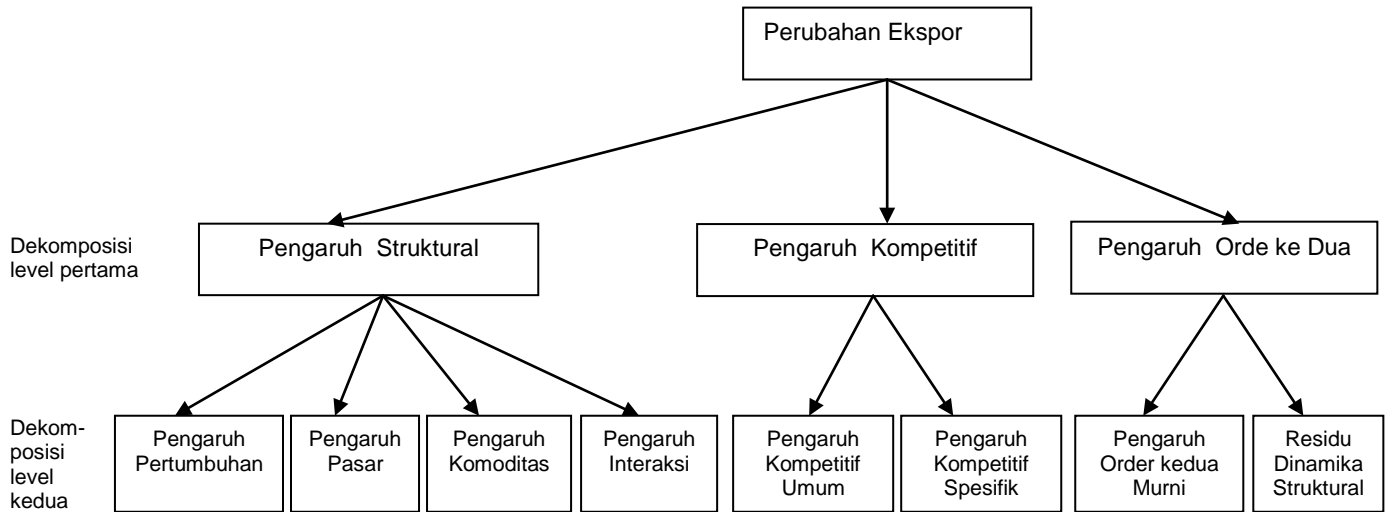 Perubahan Ekspor
Dekomposisi
level pertama
Pengaruh Struktural
Pengaruh Kompetitif
Pengaruh Orde ke Dua
Dekom-
posisi
level
kedua
Pengaruh
Pertumbuhan
Pengaruh
Pasar
Pengaruh
Komoditas
Pengaruh
Interaksi
Pengaruh
Kompetitif
Umum
Pengaruh
Kompetitif
Spesifik
Pengaruh
Order kedua
Murni
Residu
Dinamika
Struktural